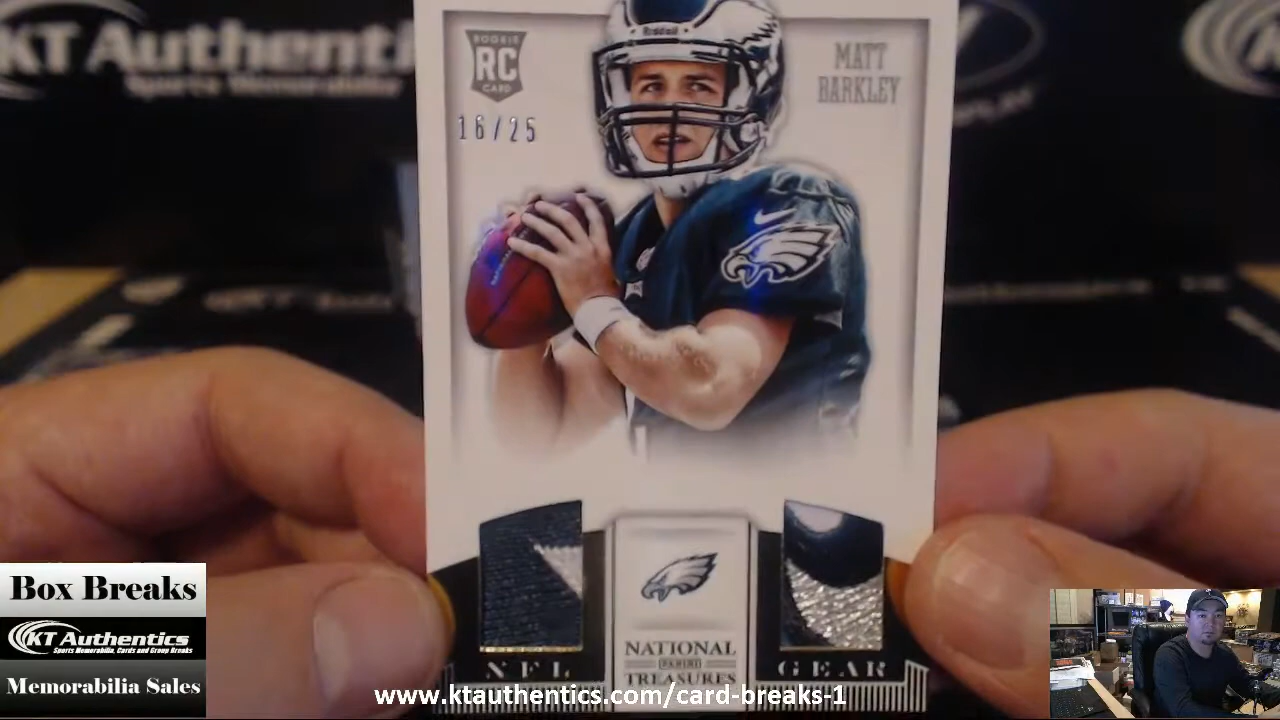 KT Authenti
Sports Memorabilia
ROOKIE
RC
CARD
16/25
Riddell
MATT
BARKLEY
NFL
GEAR
NATIONAL
PANINI
TREASURES
Box Breaks
KT Authentics
Sports Memorabilia, Cards and Group Breaks
Memorabilia Sales
www.ktauthentics.com/card-breaks-1